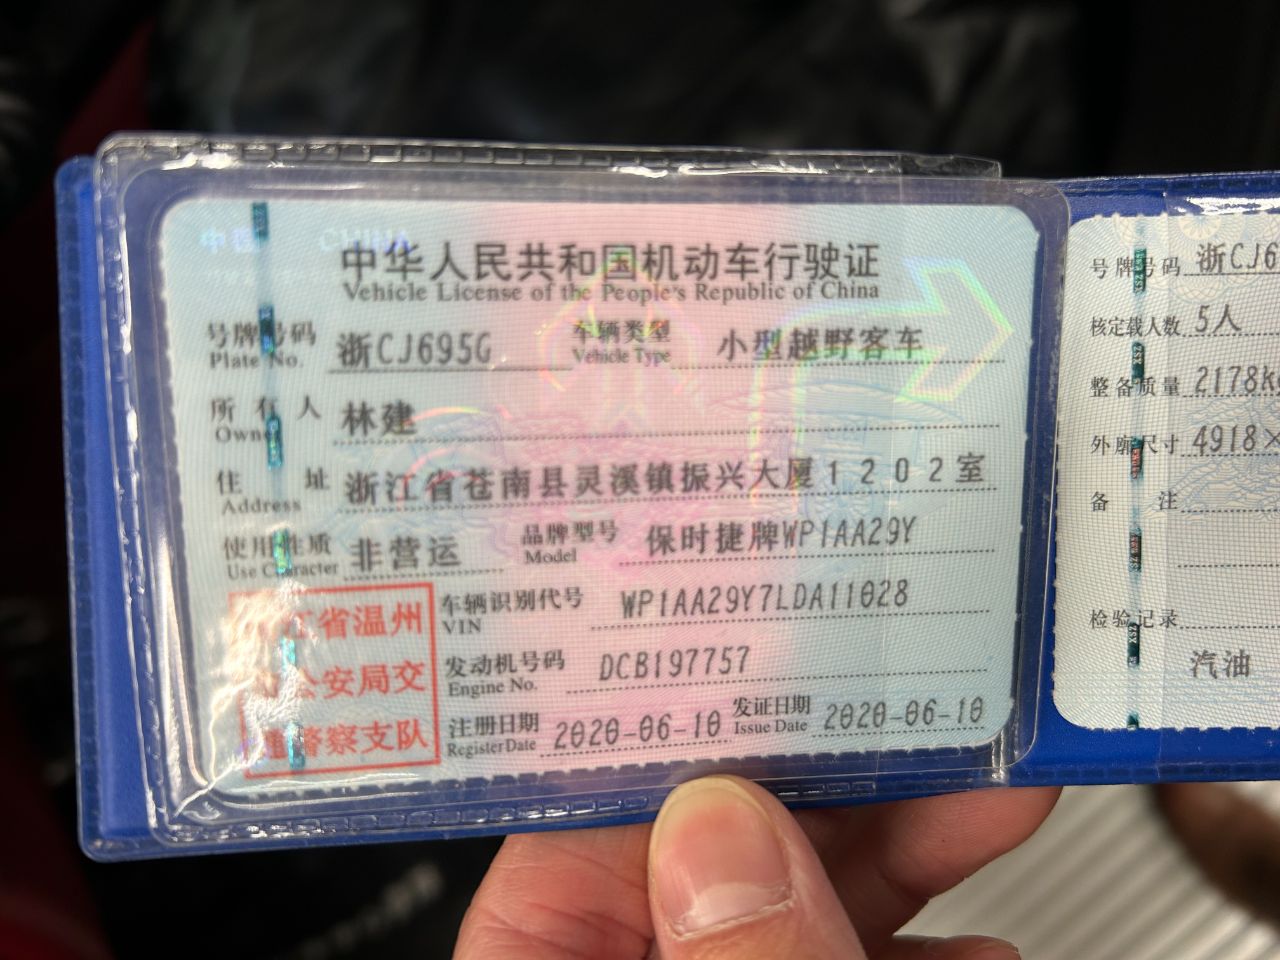 中华人民共和国机动车行驶证
Vehicle License of the People's Republic of China
号牌号码 浙CJ695G 车辆类型 小型越野客车
Plate No. Vehicle Type
所有人 林建
Owner
住址 浙江省苍南县灵溪镇振兴大厦1202室
Address
使用性质 非营运 品牌型号 保时捷牌WP1AA29Y
Use Character Model
车辆识别代号 WP1AA29Y7LDA11028
VIN
发动机号码 DCB197757
Engine No.
注册日期 2020-06-10 发证日期 2020-06-10
Register Date Issue Date
江省温州
公安局交
警察支队
号牌号码 浙CJ6
核定载人数 5人
整备质量 2178k
外廓尺寸 4918×
备注
检验记录
汽油